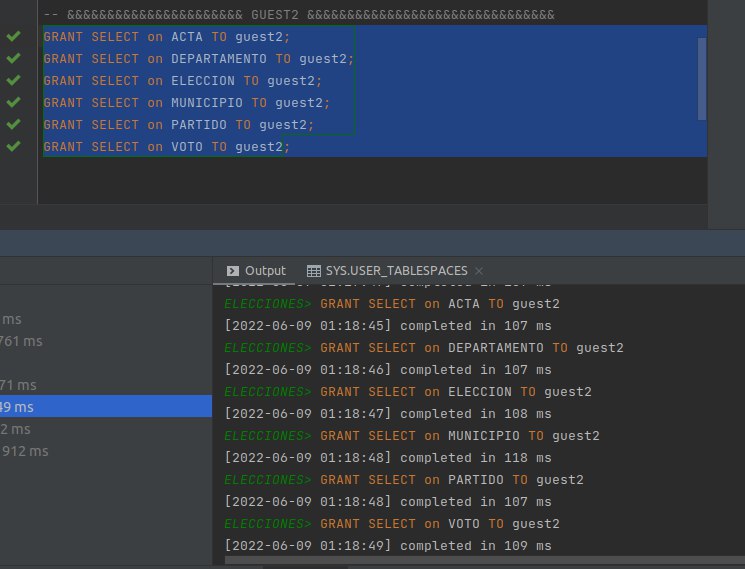 -- &&&&&&&&&&&&&&&&&&&&&& GUEST2 &&&&&&&&&&&&&&&&&&&&&&&&&&&&&&&
GRANT SELECT on ACTA TO guest2;
GRANT SELECT on DEPARTAMENTO TO guest2;
GRANT SELECT on ELECCION TO guest2;
GRANT SELECT on MUNICIPIO TO guest2;
GRANT SELECT on PARTIDO TO guest2;
GRANT SELECT on VOTO TO guest2;
Output SYS.USER_TABLESPACES
ELECCIONES> GRANT SELECT on ACTA TO guest2
ms
[2022-06-09 01:18:45] completed in 107 ms
761 ms
ELECCIONES> GRANT SELECT on DEPARTAMENTO TO guest2
[2022-06-09 01:18:46] completed in 107 ms
71 ms
ELECCIONES> GRANT SELECT on ELECCION TO guest2
49 ms
[2022-06-09 01:18:47] completed in 108 ms
2 ms
ELECCIONES> GRANT SELECT on MUNICIPIO TO guest2
912 ms
[2022-06-09 01:18:48] completed in 118 ms
ELECCIONES> GRANT SELECT on PARTIDO TO guest2
[2022-06-09 01:18:48] completed in 107 ms
ELECCIONES> GRANT SELECT on VOTO TO guest2
[2022-06-09 01:18:49] completed in 109 ms